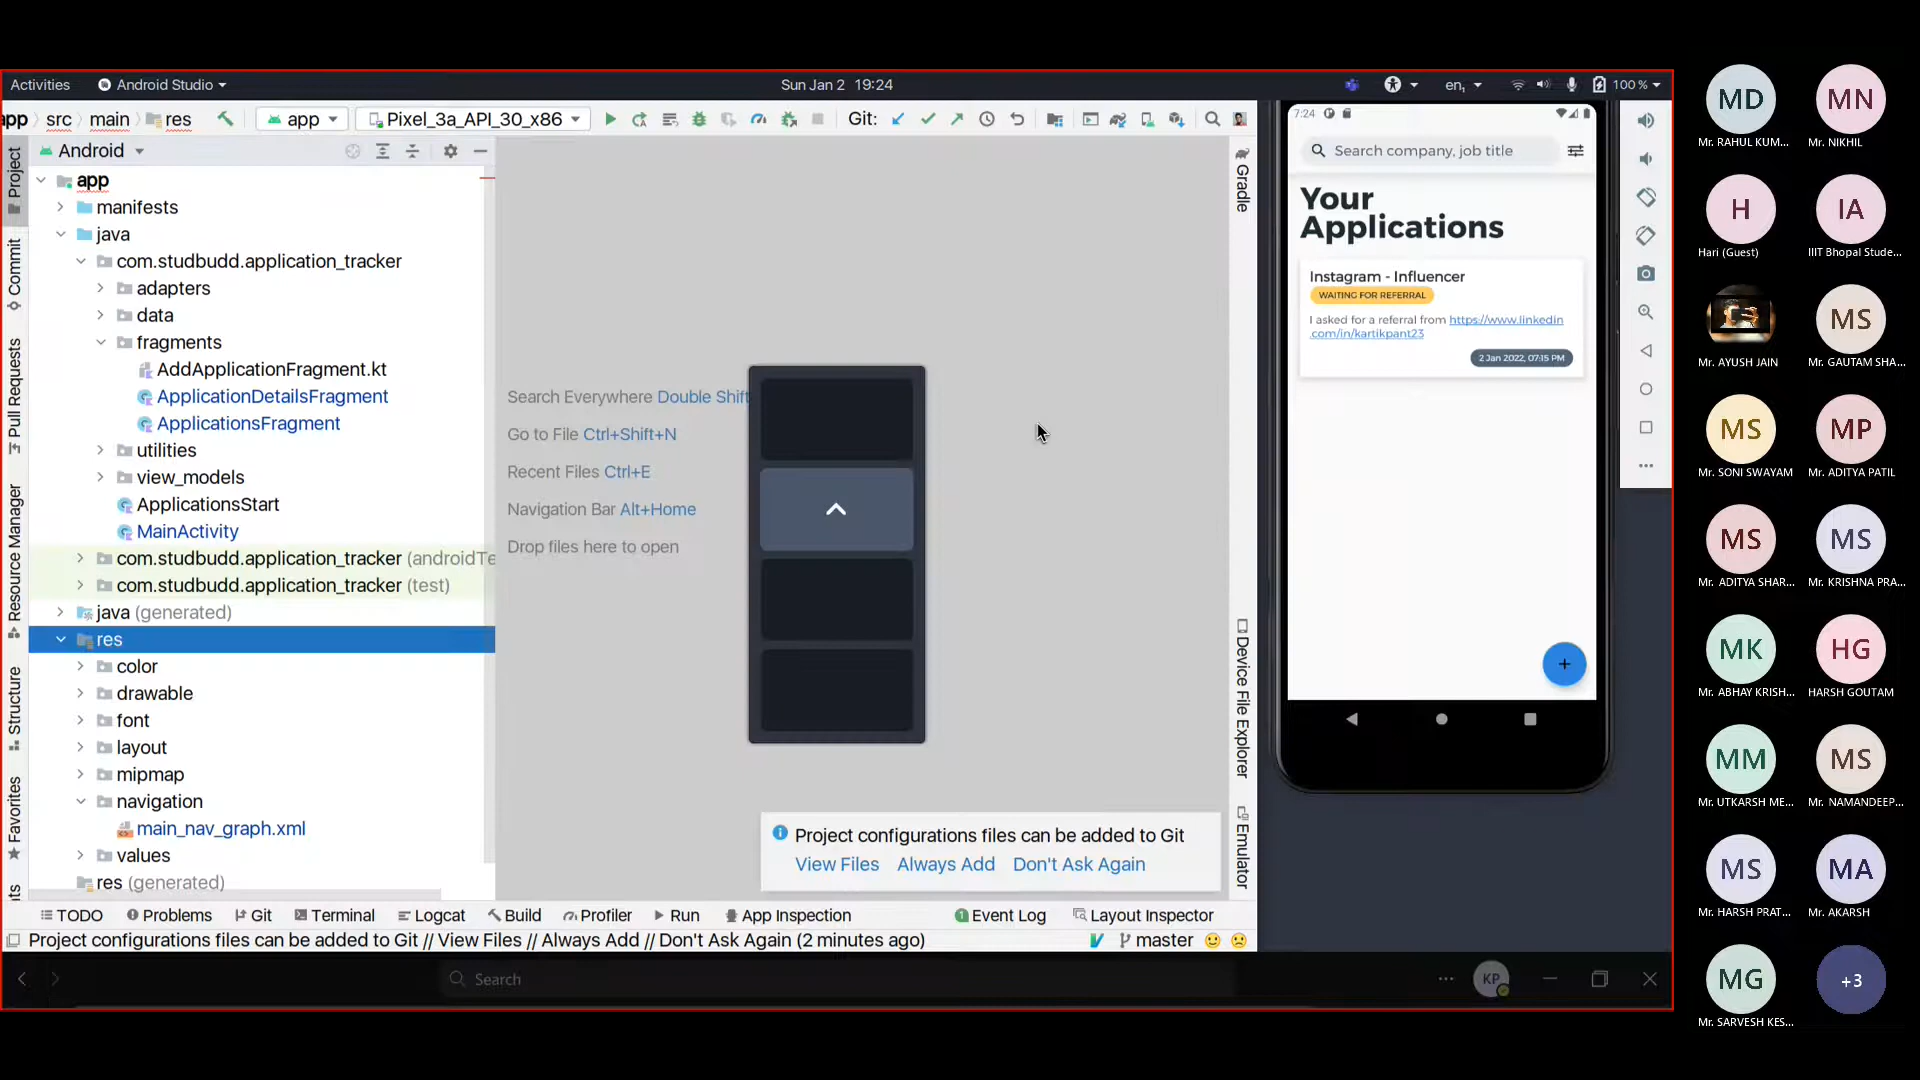 Activities
Android Studio
Sun Jan 2 19:24
en₁
100 %
app
src
main
res
app
Pixel_3a_API_30_x86
Git:
Android
app
manifests
java
com.studbudd.application_tracker
adapters
data
fragments
AddApplicationFragment.kt
ApplicationDetailsFragment
ApplicationsFragment
utilities
view_models
ApplicationsStart
MainActivity
com.studbudd.application_tracker (androidTe
com.studbudd.application_tracker (test)
java (generated)
res
color
drawable
font
layout
mipmap
navigation
main_nav_graph.xml
values
res (generated)
Project
Commit
Pull Requests
Resource Manager
Structure
Favorites
ts
Search Everywhere Double Shift
Go to File Ctrl+Shift+N
Recent Files Ctrl+E
Navigation Bar Alt+Home
Drop files here to open
Project configurations files can be added to Git
View Files Always Add Don't Ask Again
Gradle
Device File Explorer
Emulator
TODO
Problems
Git
Terminal
Logcat
Build
Profiler
Run
App Inspection
Event Log
Layout Inspector
Project configurations files can be added to Git // View Files // Always Add // Don't Ask Again (2 minutes ago)
master
Search
KP
7:24
Search company, job title
Your
Applications
Instagram - Influencer
WAITING FOR REFERRAL
I asked for a referral from https://www.linkedin
.com/in/kartikpant23
2 Jan 2022, 07:15 PM
+
MD
Mr. RAHUL KUM...
MN
Mr. NIKHIL
H
Hari (Guest)
IA
IIIT Bhopal Stude...
Mr. AYUSH JAIN
MS
Mr. GAUTAM SHA...
MS
Mr. SONI SWAYAM
MP
Mr. ADITYA PATIL
MS
Mr. ADITYA SHAR...
MS
Mr. KRISHNA PRA...
MK
Mr. ABHAY KRISH...
HG
HARSH GOUTAM
MM
Mr. UTKARSH ME...
MS
Mr. NAMANDEEP...
MS
Mr. HARSH PRAT...
MA
Mr. AKARSH
MG
Mr. SARVESH KES...
+3